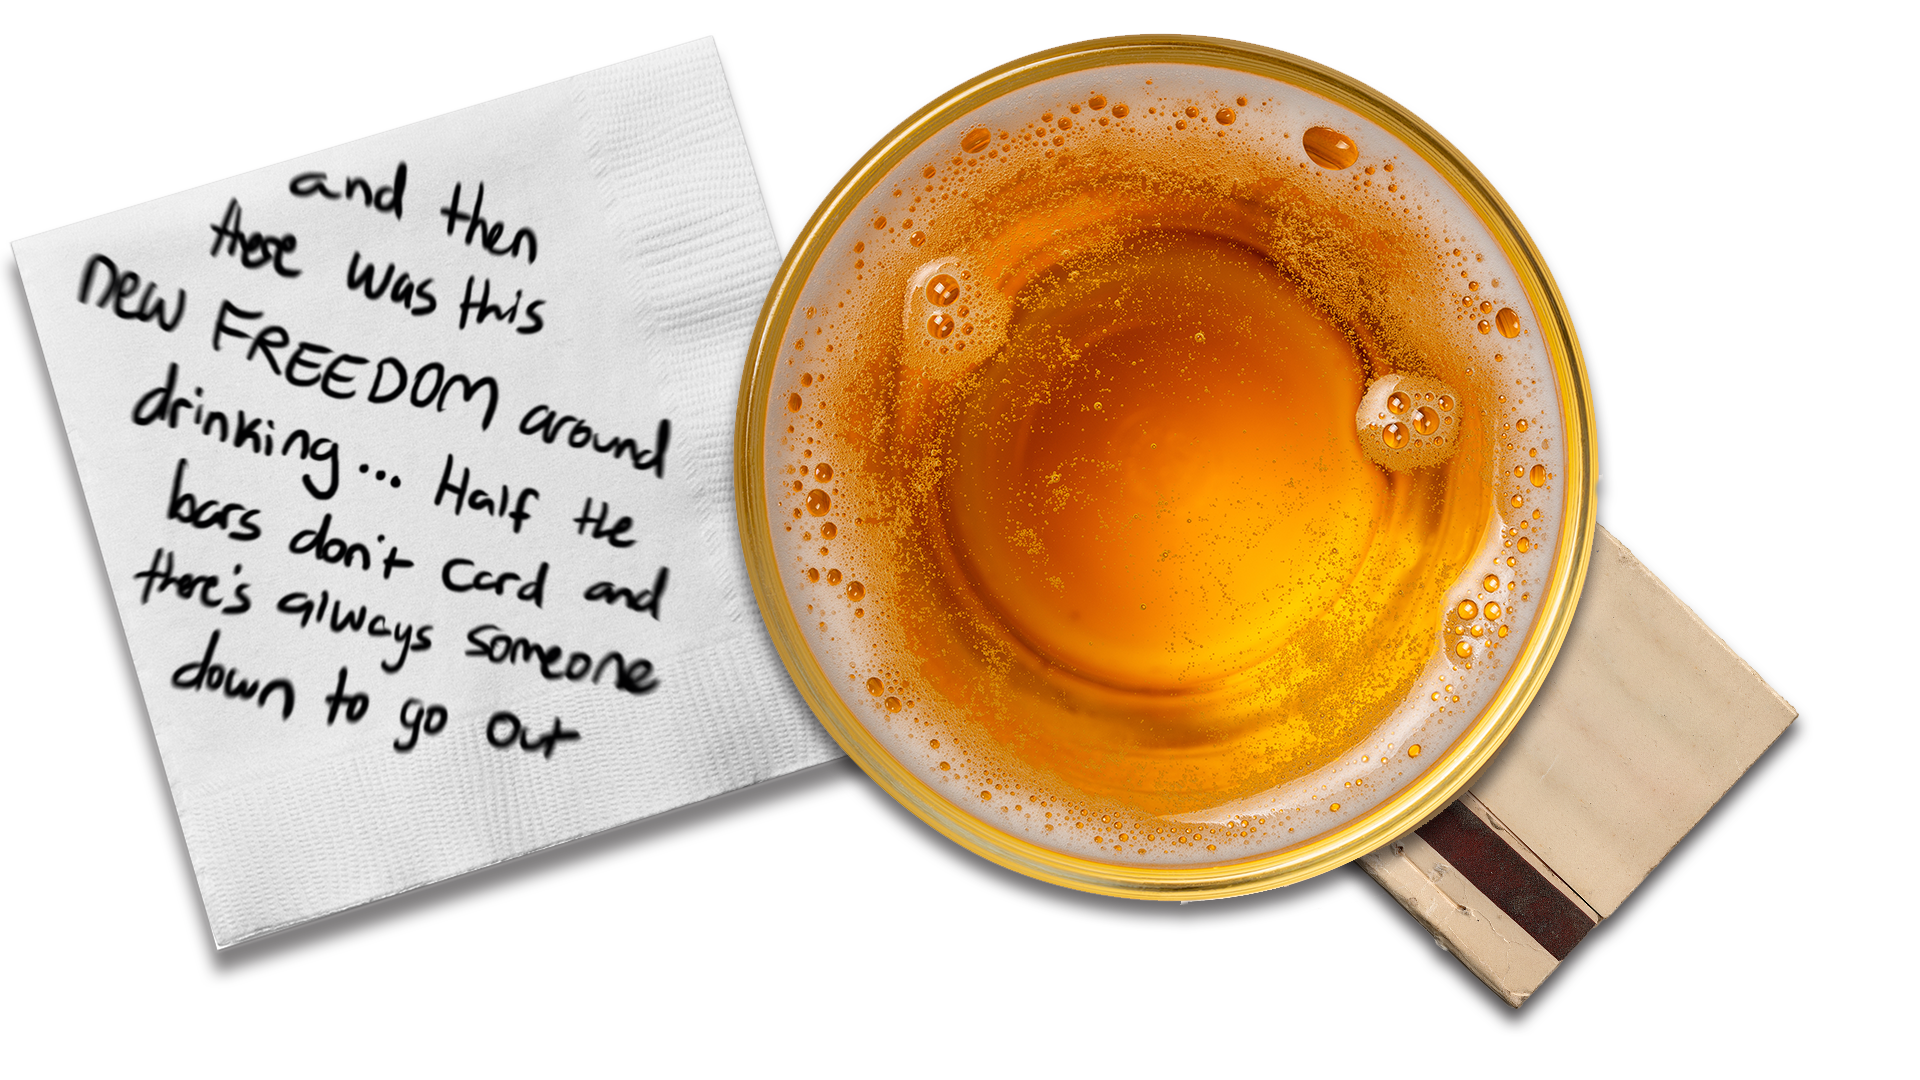 and then
there was this
new FREEDOM around
drinking... Half the
bars don't card and
there's always someone
down to go out